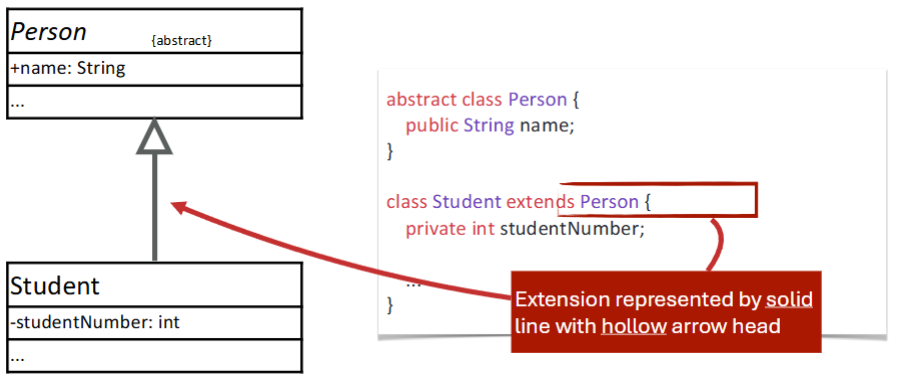 Person {abstract}
+name: String
...
Student
-studentNumber: int
...
abstract class Person {
public String name;
}
class Student extends Person {
private int studentNumber;
...
}
Extension represented by solid
line with hollow arrow head